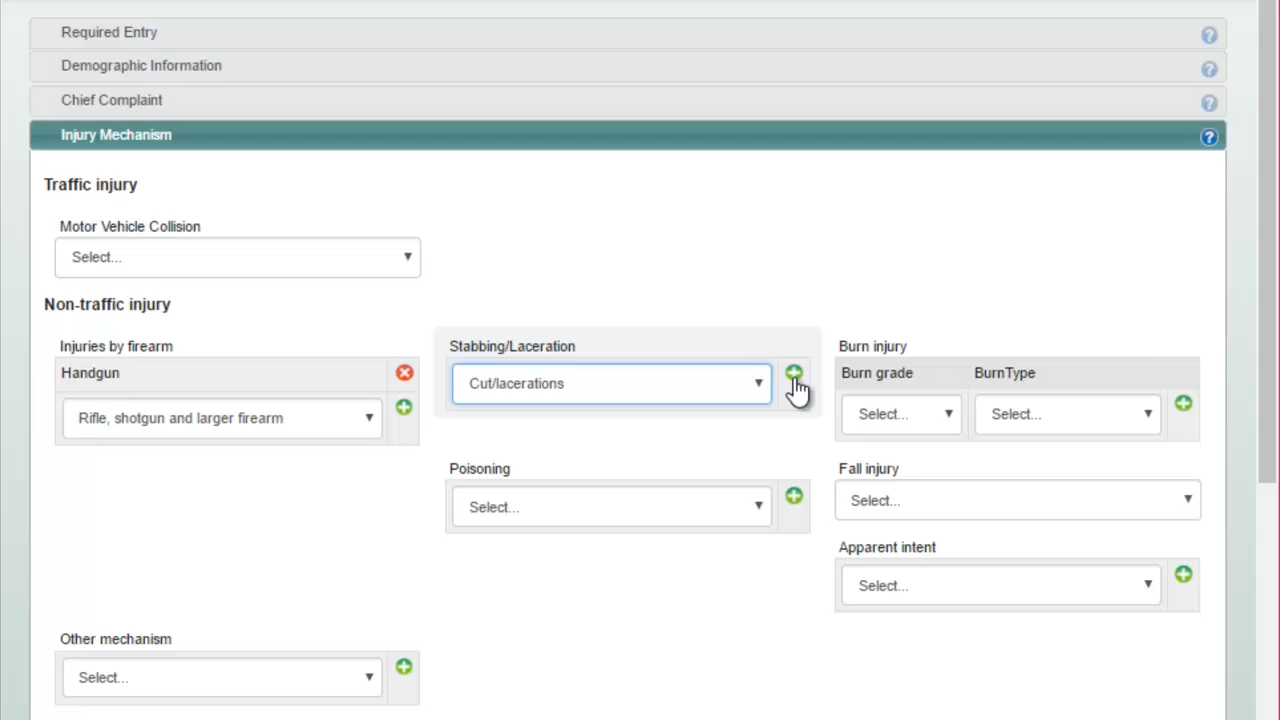 Required Entry
Demographic Information
Chief Complaint
Injury Mechanism
Traffic injury
Motor Vehicle Collision
Select...
Non-traffic injury
Injuries by firearm
Handgun
Rifle, shotgun and larger firearm
Stabbing/Laceration
Cut/lacerations
Poisoning
Select...
Burn injury
Burn grade BurnType
Select... Select...
Fall injury
Select...
Apparent intent
Select...
Other mechanism
Select...